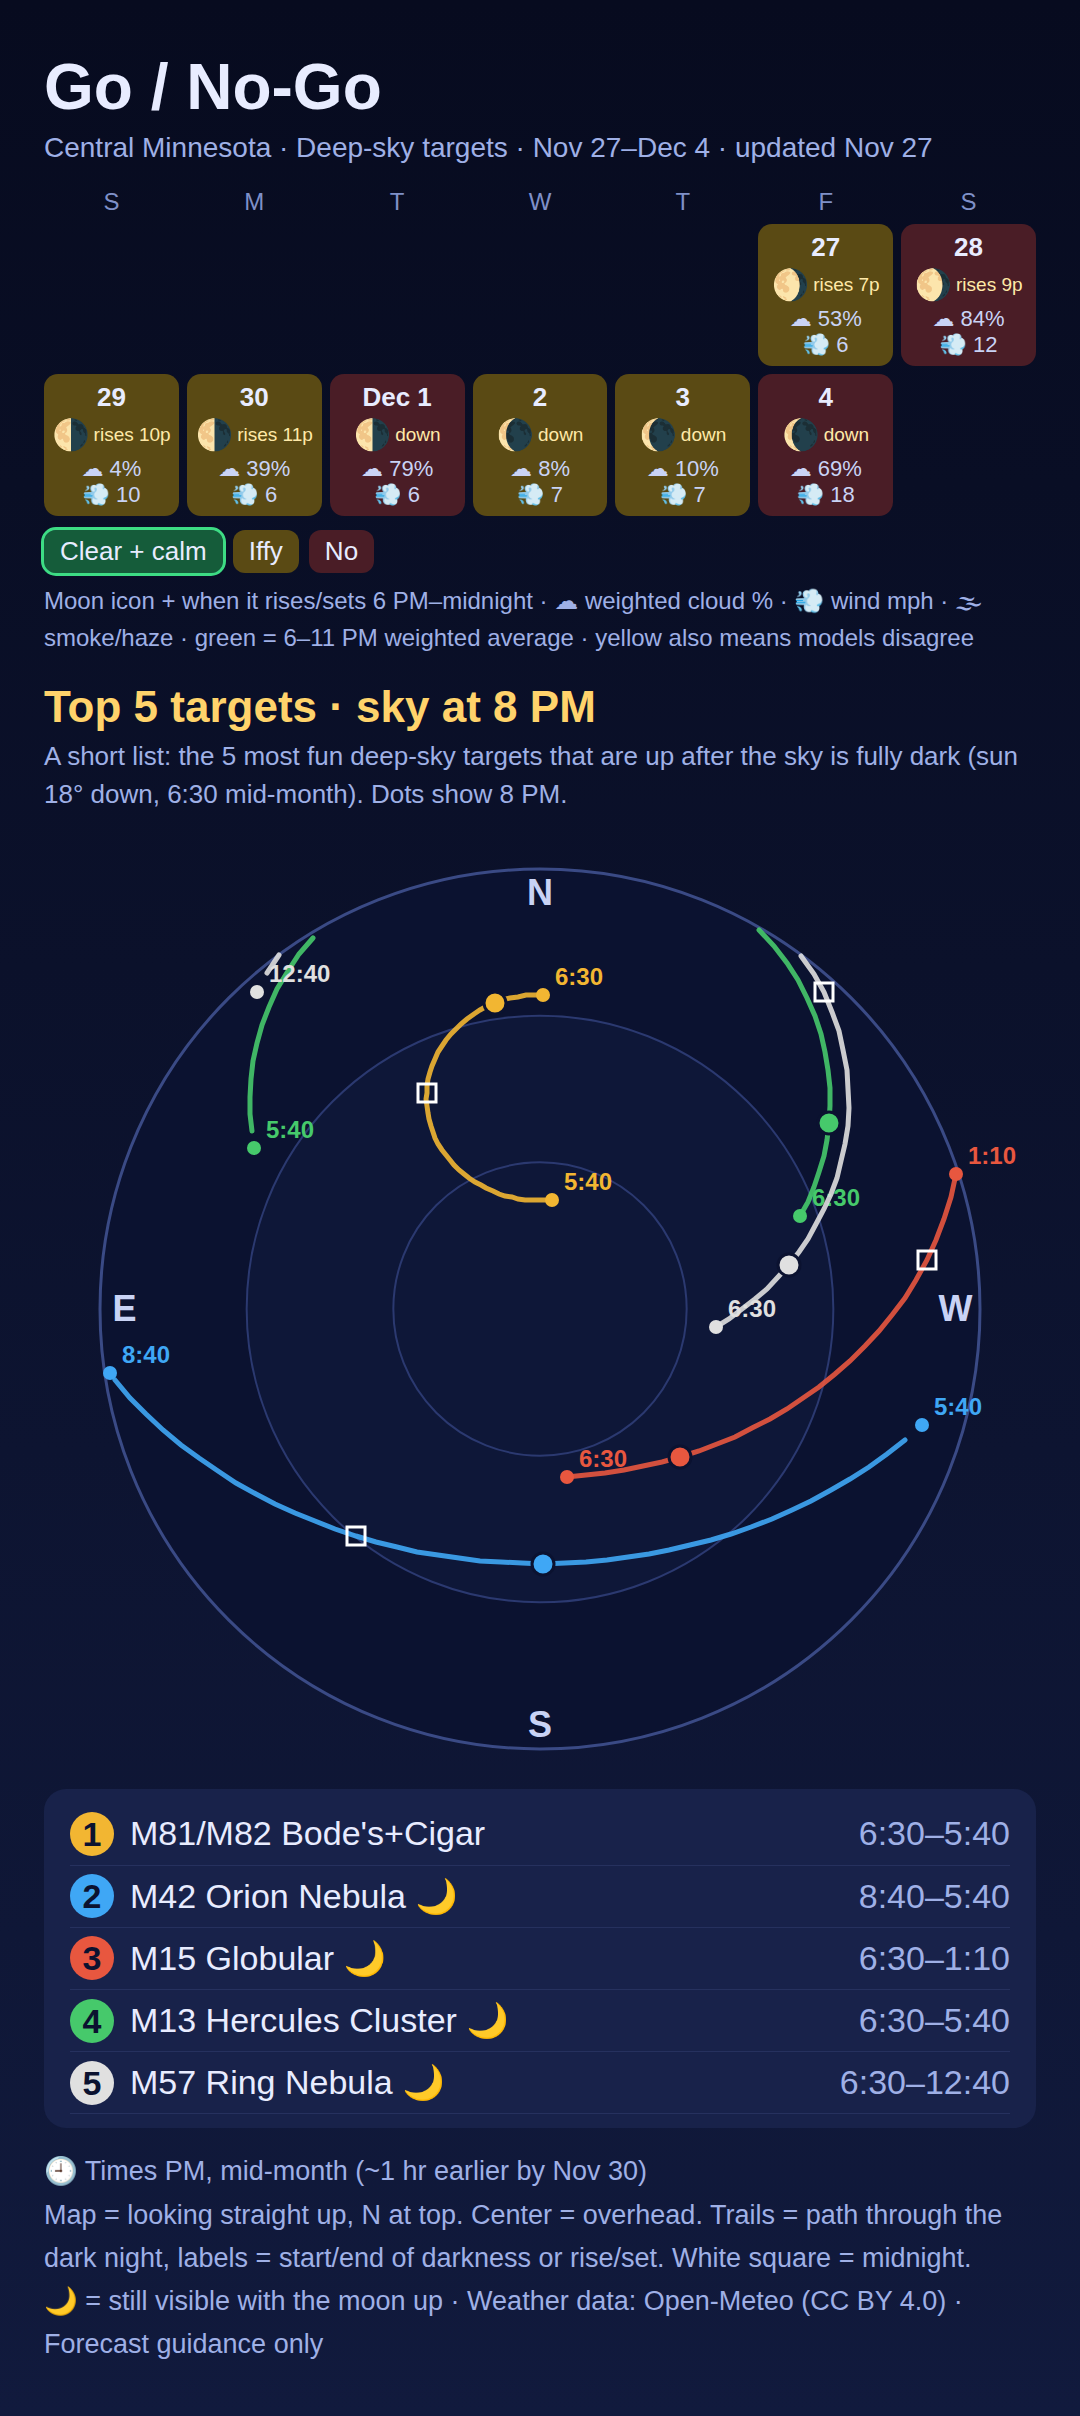 Go / No-Go
Central Minnesota · Deep-sky targets · Nov 27–Dec 4 · updated Nov 27
S M T W T F S
27 28
🌖 rises 7p 🌖 rises 9p
☁ 53% ☁ 84%
💨 6 💨 12
29 30 Dec 1 2 3 4
🌗 rises 10p 🌗 rises 11p 🌗 down 🌘 down 🌘 down 🌘 down
☁ 4% ☁ 39% ☁ 79% ☁ 8% ☁ 10% ☁ 69%
💨 10 💨 6 💨 6 💨 7 💨 7 💨 18
Clear + calm Iffy No
Moon icon + when it rises/sets 6 PM–midnight · ☁ weighted cloud % · 💨 wind mph · 🌫
smoke/haze · green = 6–11 PM weighted average · yellow also means models disagree
Top 5 targets · sky at 8 PM
A short list: the 5 most fun deep-sky targets that are up after the sky is fully dark (sun
18° down, 6:30 mid-month). Dots show 8 PM.
N
12:40
6:30
5:40
1:10
5:40
6:30
6:30
E
W
8:40
5:40
6:30
S
1 M81/M82 Bode's+Cigar 6:30–5:40
2 M42 Orion Nebula 🌙 8:40–5:40
3 M15 Globular 🌙 6:30–1:10
4 M13 Hercules Cluster 🌙 6:30–5:40
5 M57 Ring Nebula 🌙 6:30–12:40
🕘 Times PM, mid-month (~1 hr earlier by Nov 30)
Map = looking straight up, N at top. Center = overhead. Trails = path through the
dark night, labels = start/end of darkness or rise/set. White square = midnight.
🌙 = still visible with the moon up · Weather data: Open-Meteo (CC BY 4.0) ·
Forecast guidance only